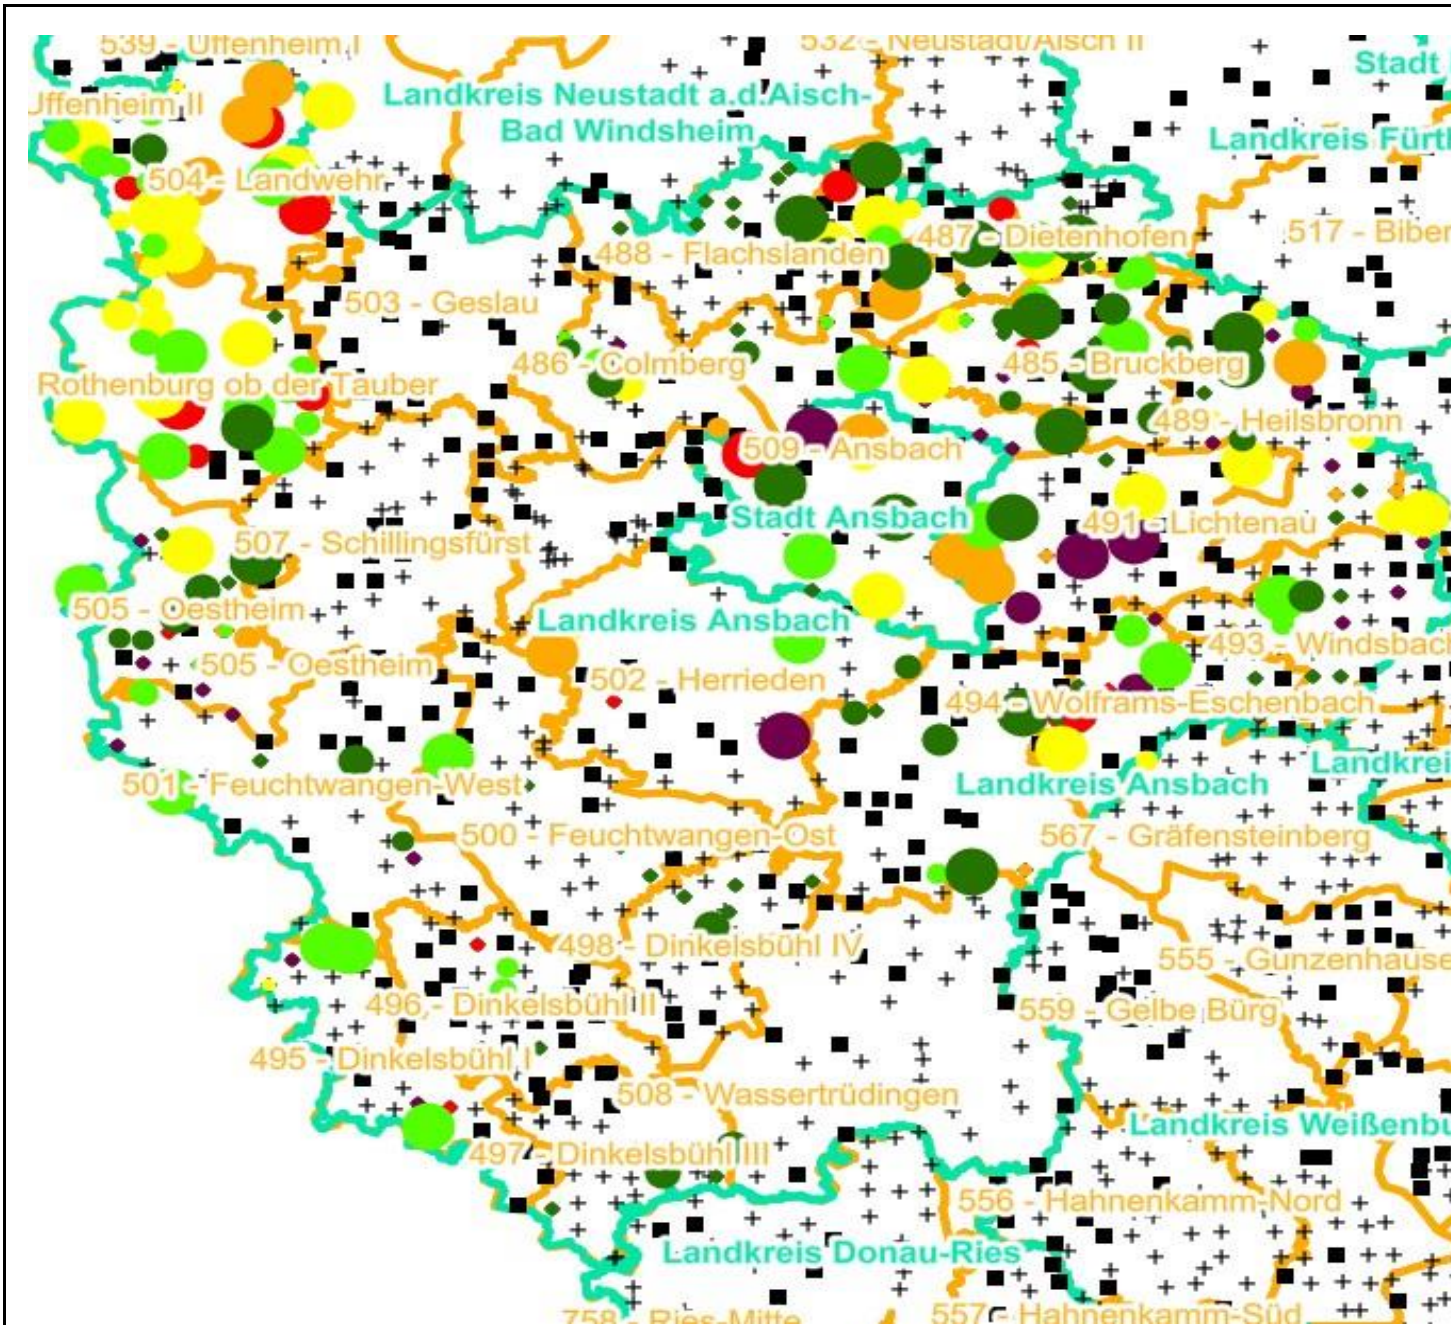 539 - Uffenheim I
532 - Neustadt/Aisch II
Stadt
Landkreis Neustadt a.d.Aisch-
Bad Windsheim
Uffenheim II
Landkreis Fürt
504 - Landwehr
488 - Flachslanden
487 - Dietenhofen
517 - Biber
503 - Geslau
486 - Colmberg
485 - Bruckberg
Rothenburg ob der Tauber
489 - Heilsbronn
509 - Ansbach
Stadt Ansbach
491 - Lichtenau
507 - Schillingsfürst
505 - Oestheim
Landkreis Ansbach
493 - Windsbach
505 - Oestheim
502 - Herrieden
494 - Wolframs-Eschenbach
Landkrei
501 - Feuchtwangen-West
Landkreis Ansbach
500 - Feuchtwangen-Ost
567 - Gräfensteinberg
498 - Dinkelsbühl IV
555 - Gunzenhause
496 - Dinkelsbühl II
559 - Gelbe Bürg
495 - Dinkelsbühl I
508 - Wassertrüdingen
Landkreis Weißenbu
497 - Dinkelsbühl III
556 - Hahnenkamm-Nord
Landkreis Donau-Ries
758 - Ries-Mitte
557 - Hahnenkamm-Süd